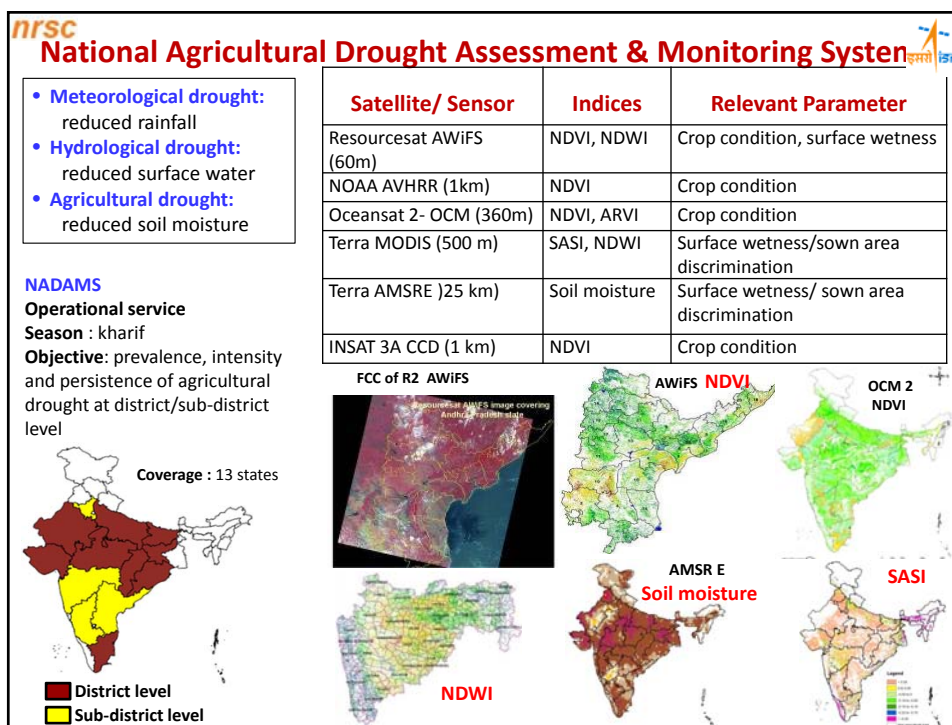 nrsc
National Agricultural Drought Assessment & Monitoring System
इसरो isr
• Meteorological drought:
reduced rainfall
• Hydrological drought:
reduced surface water
• Agricultural drought:
reduced soil moisture
Satellite/ Sensor Indices Relevant Parameter
Resourcesat AWiFS NDVI, NDWI Crop condition, surface wetness
(60m)
NOAA AVHRR (1km) NDVI Crop condition
Oceansat 2- OCM (360m) NDVI, ARVI Crop condition
Terra MODIS (500 m) SASI, NDWI Surface wetness/sown area
discrimination
Terra AMSRE )25 km) Soil moisture Surface wetness/ sown area
discrimination
INSAT 3A CCD (1 km) NDVI Crop condition
NADAMS
Operational service
Season : kharif
Objective: prevalence, intensity
and persistence of agricultural
drought at district/sub-district
level
Coverage : 13 states
District level
Sub-district level
FCC of R2 AWiFS
Resourcesat AWiFS image covering
Andhra Pradesh state
AWiFS NDVI
OCM 2
NDVI
NDWI
AMSR E
Soil moisture
SASI
Legend